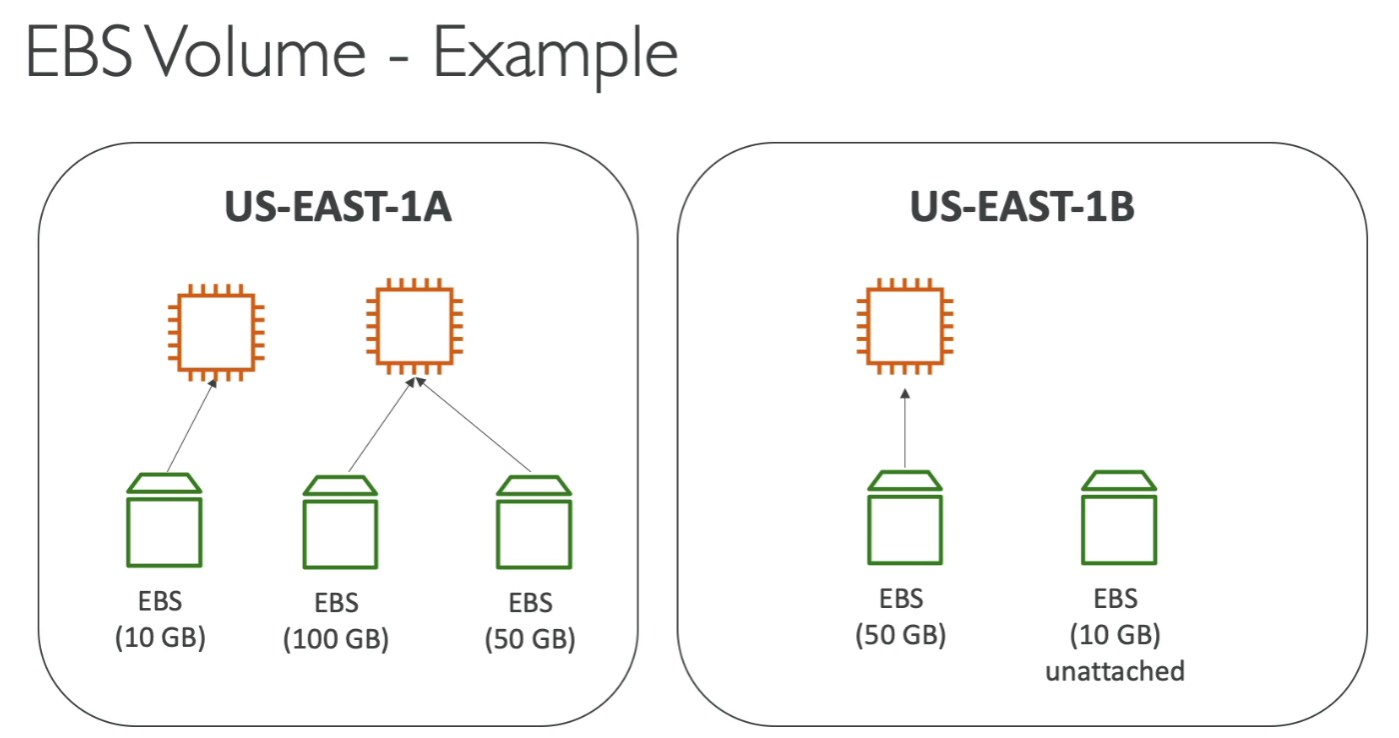 EBS Volume - Example
US-EAST-1A
US-EAST-1B
EBS
(10 GB)
EBS
(100 GB)
EBS
(50 GB)
EBS
(50 GB)
EBS
(10 GB)
unattached